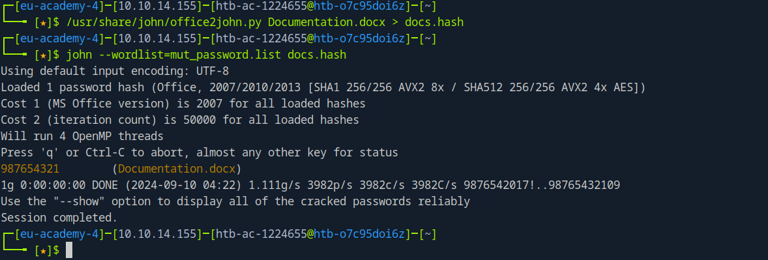 [eu-academy-4]─[10.10.14.155]─[htb-ac-1224655@htb-o7c95doi6z]─[~]
[★]$ /usr/share/john/office2john.py Documentation.docx > docs.hash
[eu-academy-4]─[10.10.14.155]─[htb-ac-1224655@htb-o7c95doi6z]─[~]
[★]$ john --wordlist=mut_password.list docs.hash
Using default input encoding: UTF-8
Loaded 1 password hash (Office, 2007/2010/2013 [SHA1 256/256 AVX2 8x / SHA512 256/256 AVX2 4x AES])
Cost 1 (MS Office version) is 2007 for all loaded hashes
Cost 2 (iteration count) is 50000 for all loaded hashes
Will run 4 OpenMP threads
Press 'q' or Ctrl-C to abort, almost any other key for status
987654321        (Documentation.docx)
1g 0:00:00:00 DONE (2024-09-10 04:22) 1.111g/s 3982p/s 3982c/s 3982C/s 9876542017!..98765432109
Use the "--show" option to display all of the cracked passwords reliably
Session completed.
[eu-academy-4]─[10.10.14.155]─[htb-ac-1224655@htb-o7c95doi6z]─[~]
[★]$